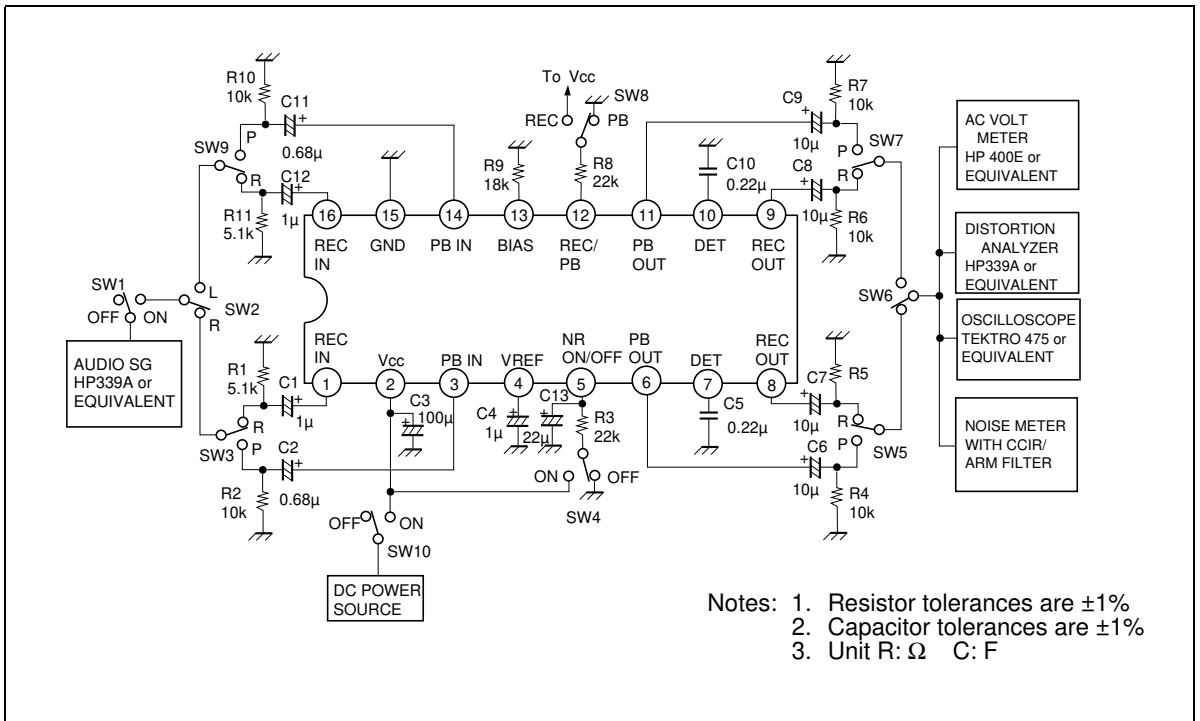 R10
10k
C11
+
0.68µ
P
SW9
R
C12
+
1µ
R11
5.1k
To Vcc
SW8
REC
PB
R9
18k
R8
22k
C10
0.22µ
C9
+
10µ
R7
10k
P
SW7
R
C8
+
10µ
R6
10k
16
15
14
13
12
11
10
9
REC
IN
GND
PB IN
BIAS
REC/
PB
PB
OUT
DET
REC
OUT
SW1
OFF
ON
L
SW2
R
AUDIO SG
HP339A or
EQUIVALENT
REC
IN
Vcc
PB IN
VREF
NR
ON/OFF
PB
OUT
DET
REC
OUT
1
2
3
4
5
6
7
8
R1
5.1k
C1
+
1µ
R
SW3
P
C2
+
0.68µ
R2
10k
C3
+
100µ
C4
+
1µ
C13
+
22µ
R3
22k
ON
OFF
SW4
C5
0.22µ
C7
+
10µ
R5
R
SW5
P
C6
+
10µ
R4
10k
SW6
OFF
ON
SW10
DC POWER
SOURCE
AC VOLT
METER
HP 400E or
EQUIVALENT
DISTORTION
ANALYZER
HP339A or
EQUIVALENT
OSCILLOSCOPE
TEKTRO 475 or
EQUIVALENT
NOISE METER
WITH CCIR/
ARM FILTER
Notes: 1. Resistor tolerances are ±1%
2. Capacitor tolerances are ±1%
3. Unit R: Ω C: F